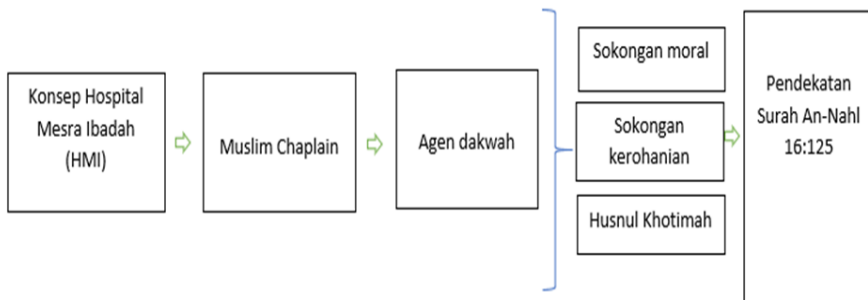 Konsep Hospital
Mesra Ibadah
(HMI)
Muslim Chaplain
Agen dakwah
Sokongan moral
Sokongan
kerohanian
Husnul Khotimah
Pendekatan
Surah An-Nahl
16:125